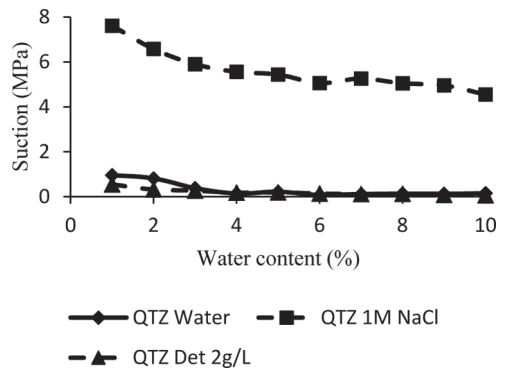 8
6
4
2
0
Suction (MPa)
0 2 4 6 8 10
Water content (%)
QTZ Water
QTZ 1M NaCl
QTZ Det 2g/L